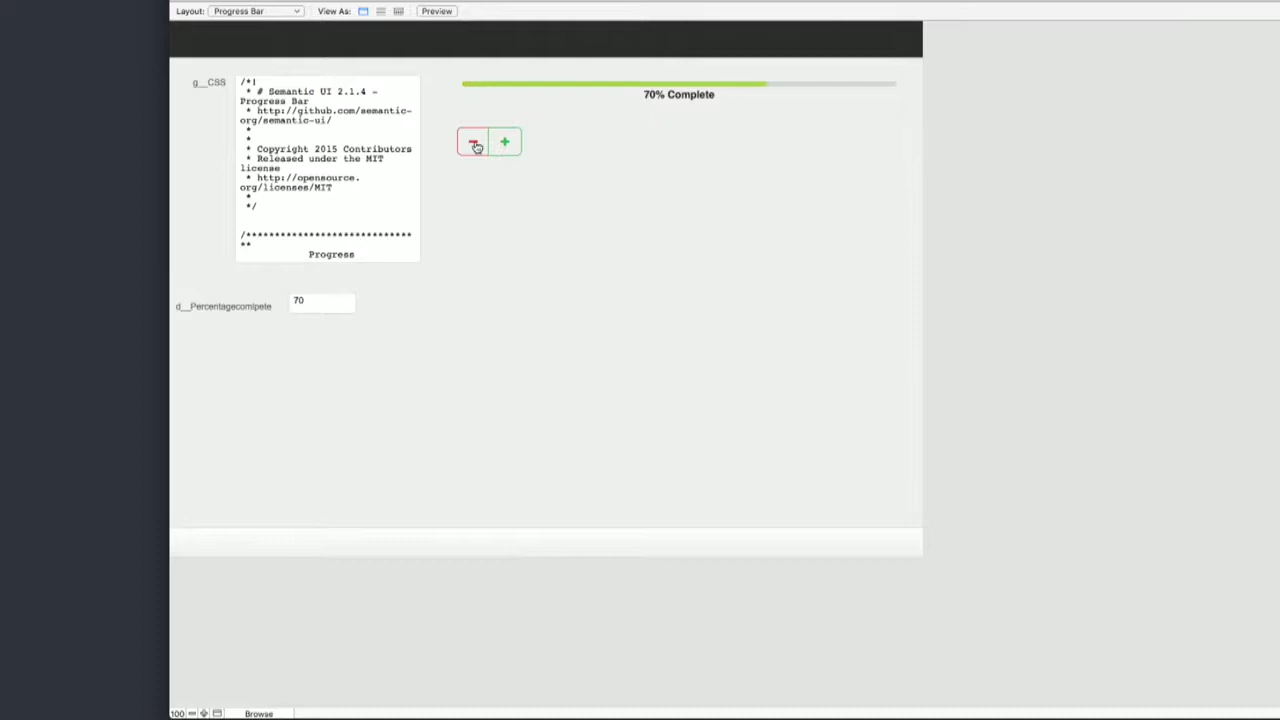 Layout: Progress Bar View As: Preview
g__CSS
/*!
* # Semantic UI 2.1.4 -
Progress Bar
* http://github.com/semantic-
org/semantic-ui/
*
*
* Copyright 2015 Contributors
* Released under the MIT
license
* http://opensource.
org/licenses/MIT
*
*/
/*****************************
**
Progress
70% Complete
d__Percentagecomlpete 70
100 Browse